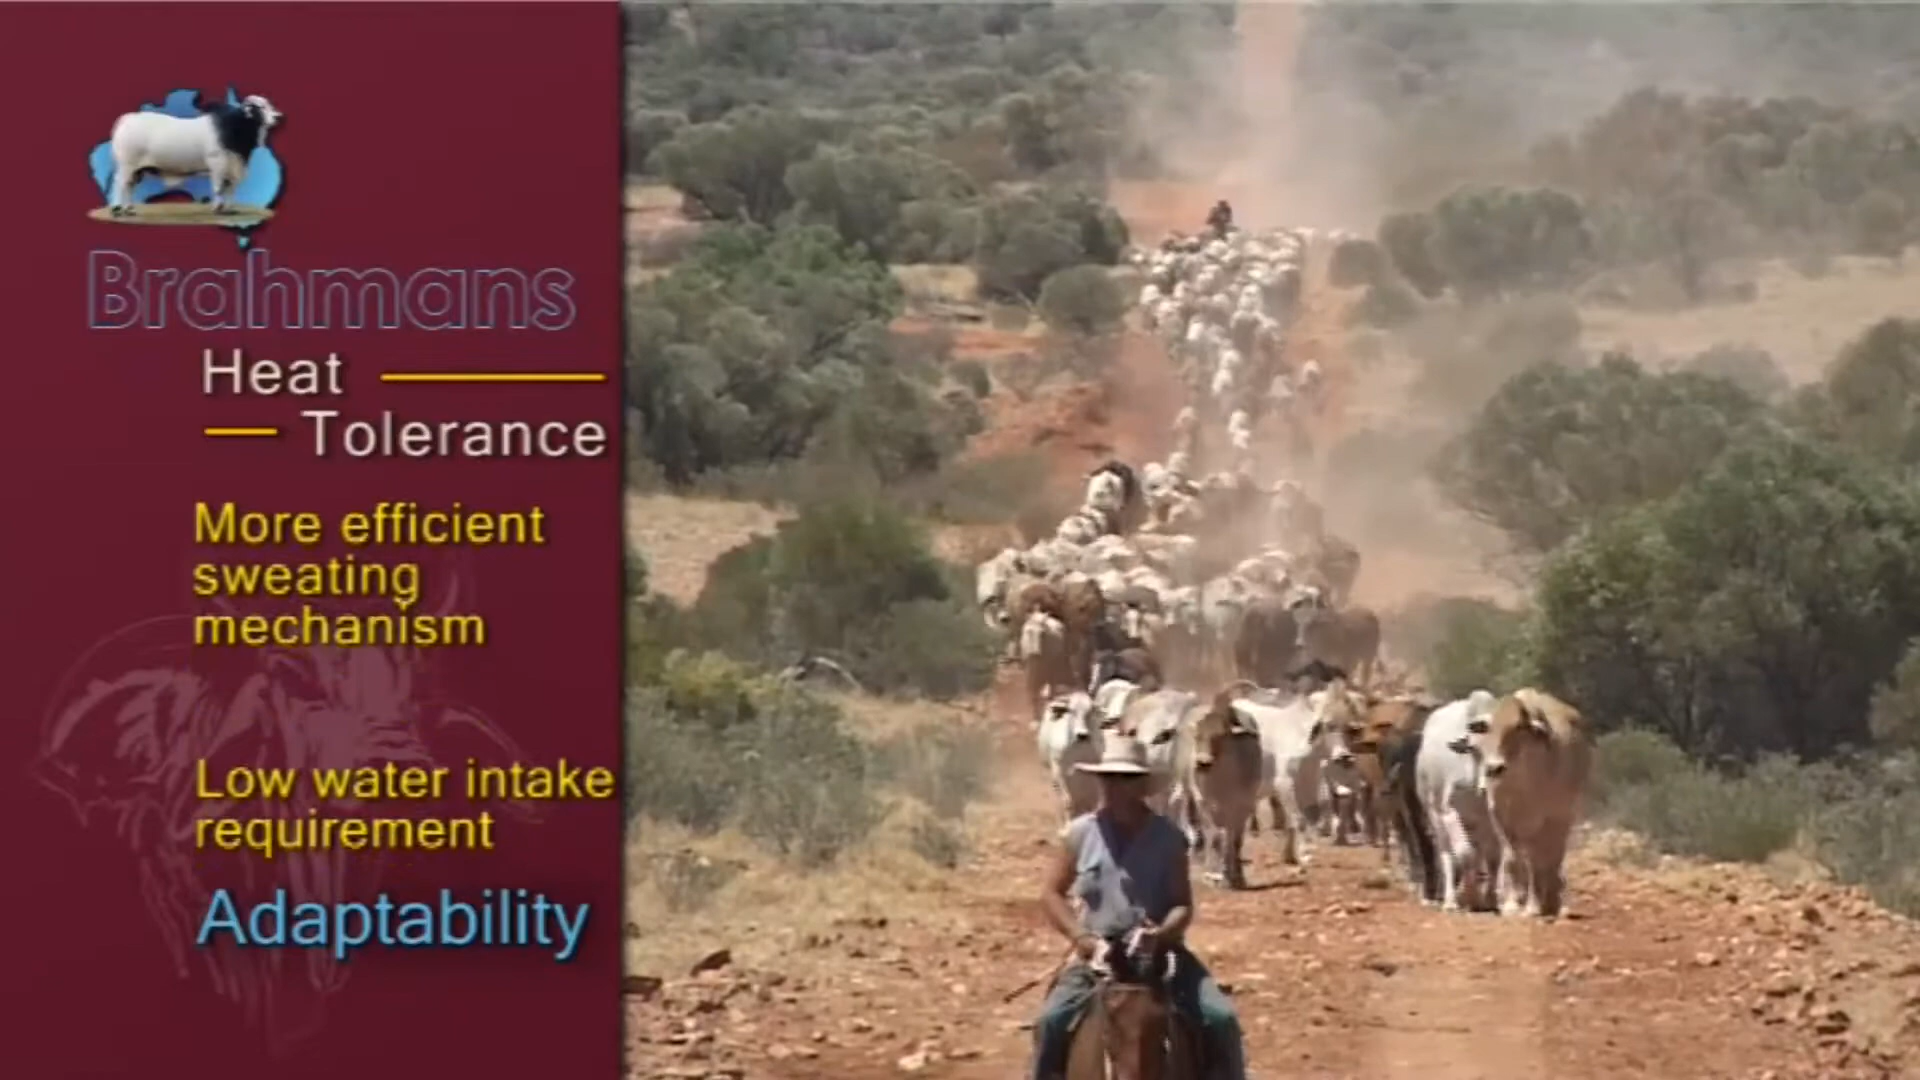 Brahmans
Heat
Tolerance
More efficient
sweating
mechanism
Low water intake
requirement
Adaptability